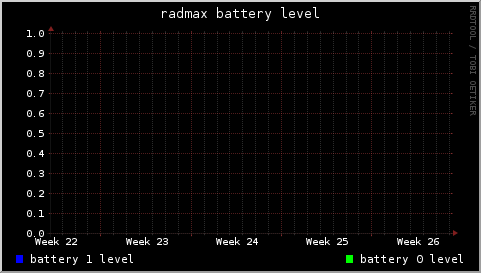 radmax battery level
RRDTOOL / TOBI OETIKER
1.0
0.9
0.8
0.7
0.6
0.5
0.4
0.3
0.2
0.1
0.0
Week 22 Week 23 Week 24 Week 25 Week 26
battery 1 level battery 0 level